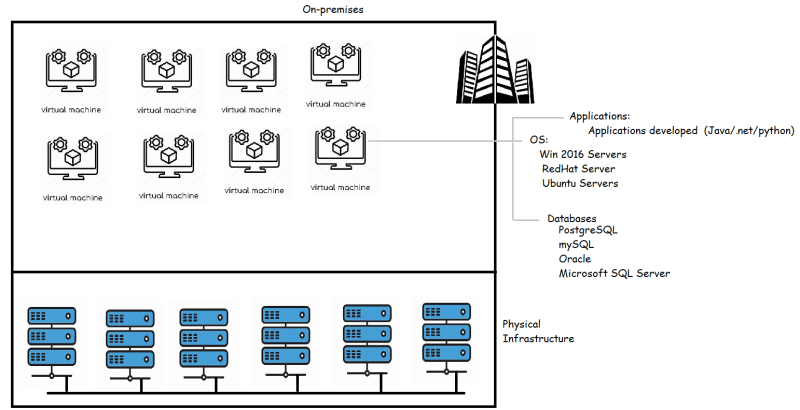 On-premises
virtual machine
virtual machine
virtual machine
virtual machine
virtual machine
virtual machine
virtual machine
virtual machine
Applications:
Applications developed (Java/.net/python)
OS:
Win 2016 Servers
RedHat Server
Ubuntu Servers
Databases
PostgreSQL
mySQL
Oracle
Microsoft SQL Server
Physical
Infrastructure